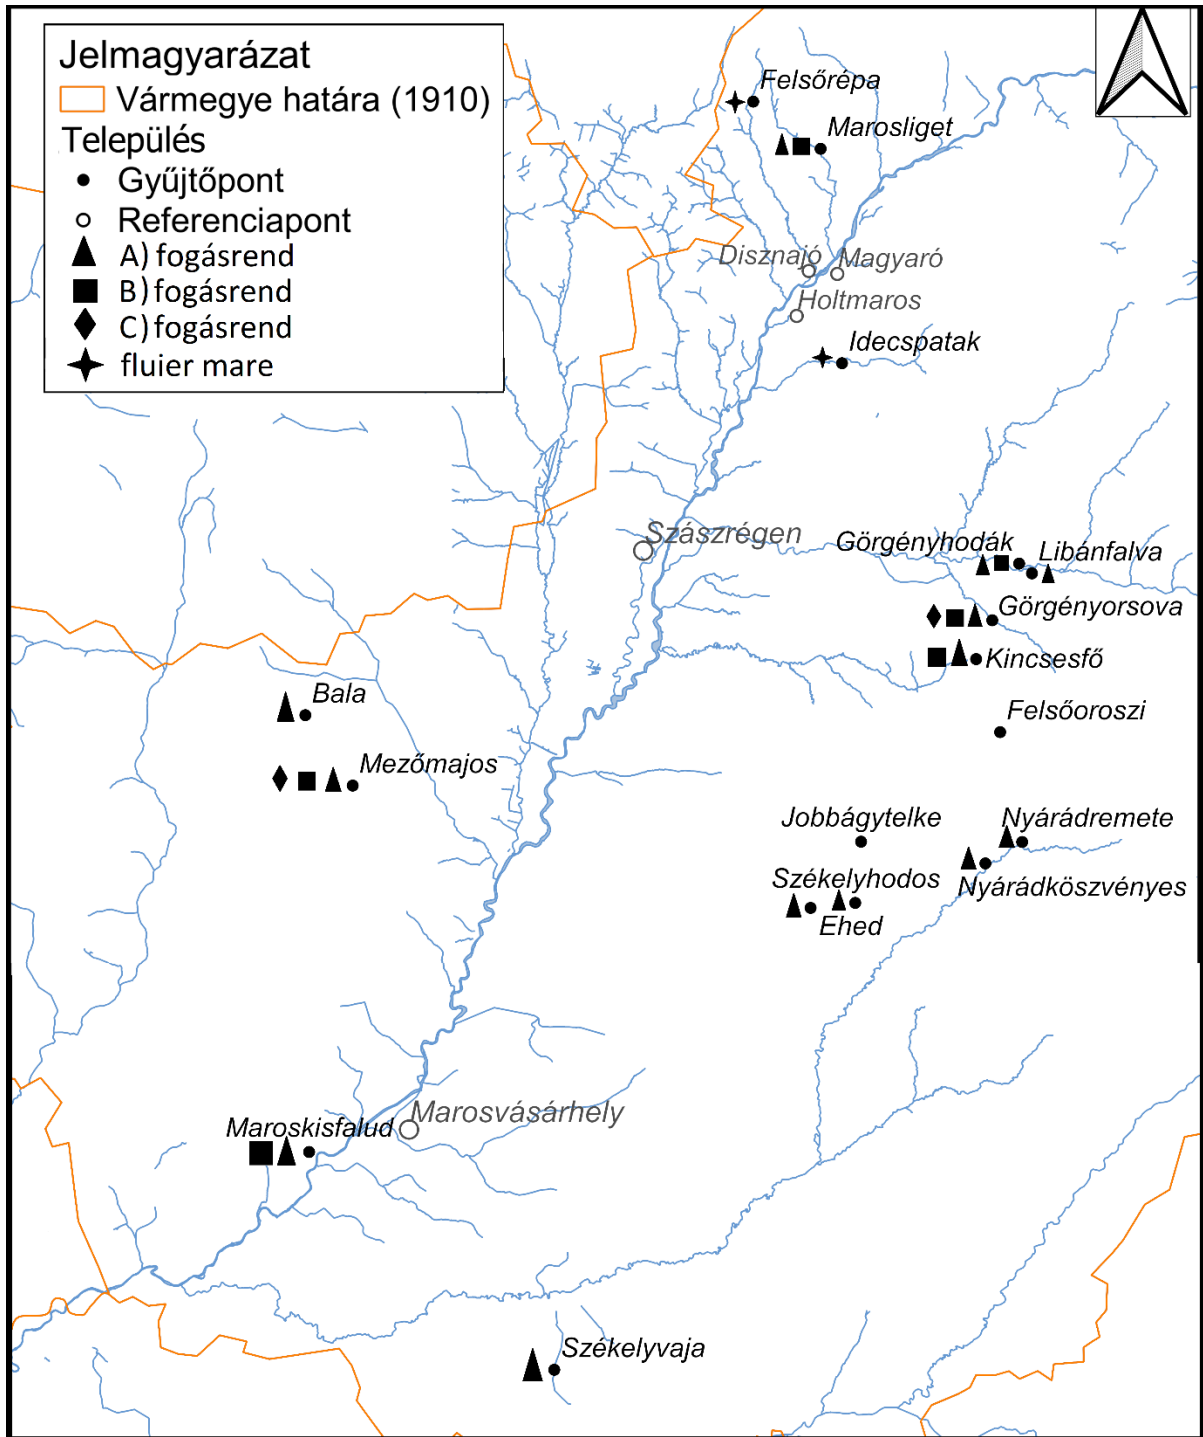 Jelmagyarázat
Vármegye határa (1910)
Település
Gyűjtőpont
Referenciapont
A) fogásrend
B) fogásrend
C) fogásrend
fluier mare
Felsőrépa
Marosliget
Disznajó
Magyaró
Holtmaros
Idecspatak
Szászrégen
Görgényhodák
Libánfalva
Görgényorsova
Kincsesfő
Bala
Felsőoroszi
Mezőmajos
Jobbágytelke
Nyárádremete
Székelyhodos
Nyárádköszvényes
Ehed
Marosvásárhely
Maroskisfalud
Székelyvaja